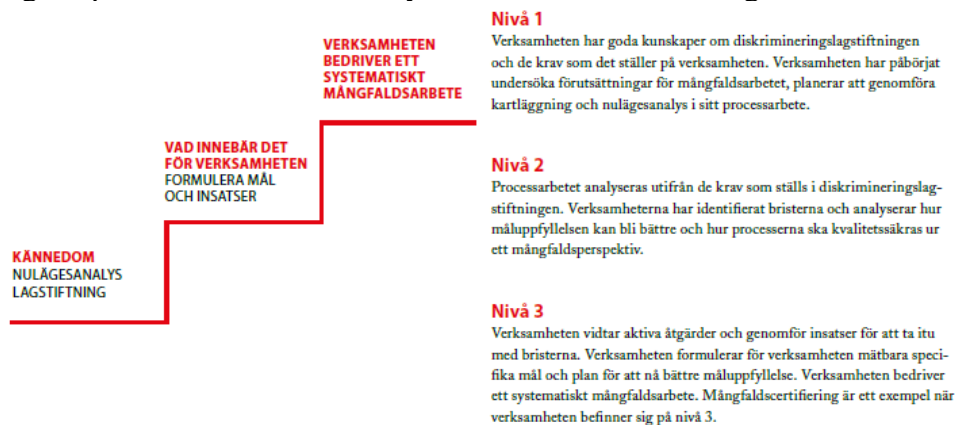 VERKSAMHETEN
BEDRIVER ETT
SYSTEMATISKT
MÅNGFALDSARBETE
VAD INNEBÄR DET
FÖR VERKSAMHETEN
FORMULERA MÅL
OCH INSATSER
KÄNNEDOM
NULÄGESANALYS
LAGSTIFTNING
Nivå 1
Verksamheten har goda kunskaper om diskrimineringslagstiftningen
och de krav som det ställer på verksamheten. Verksamheten har påbörjat
undersöka förutsättningar för mångfaldsarbetet, planerar att genomföra
kartläggning och nulägesanalys i sitt processarbete.
Nivå 2
Processarbetet analyseras utifrån de krav som ställs i diskrimineringslag-
stiftningen. Verksamheterna har identifierat bristerna och analyserar hur
måluppfyllelsen kan bli bättre och hur processerna ska kvalitetssäkras ur
ett mångfaldsperspektiv.
Nivå 3
Verksamheten vidtar aktiva åtgärder och genomför insatser för att ta itu
med bristerna. Verksamheten formulerar för verksamheten mätbara speci-
fika mål och plan för att nå bättre måluppfyllelse. Verksamheten bedriver
ett systematiskt mångfaldsarbete. Mångfaldscertifiering är ett exempel när
verksamheten befinner sig på nivå 3.